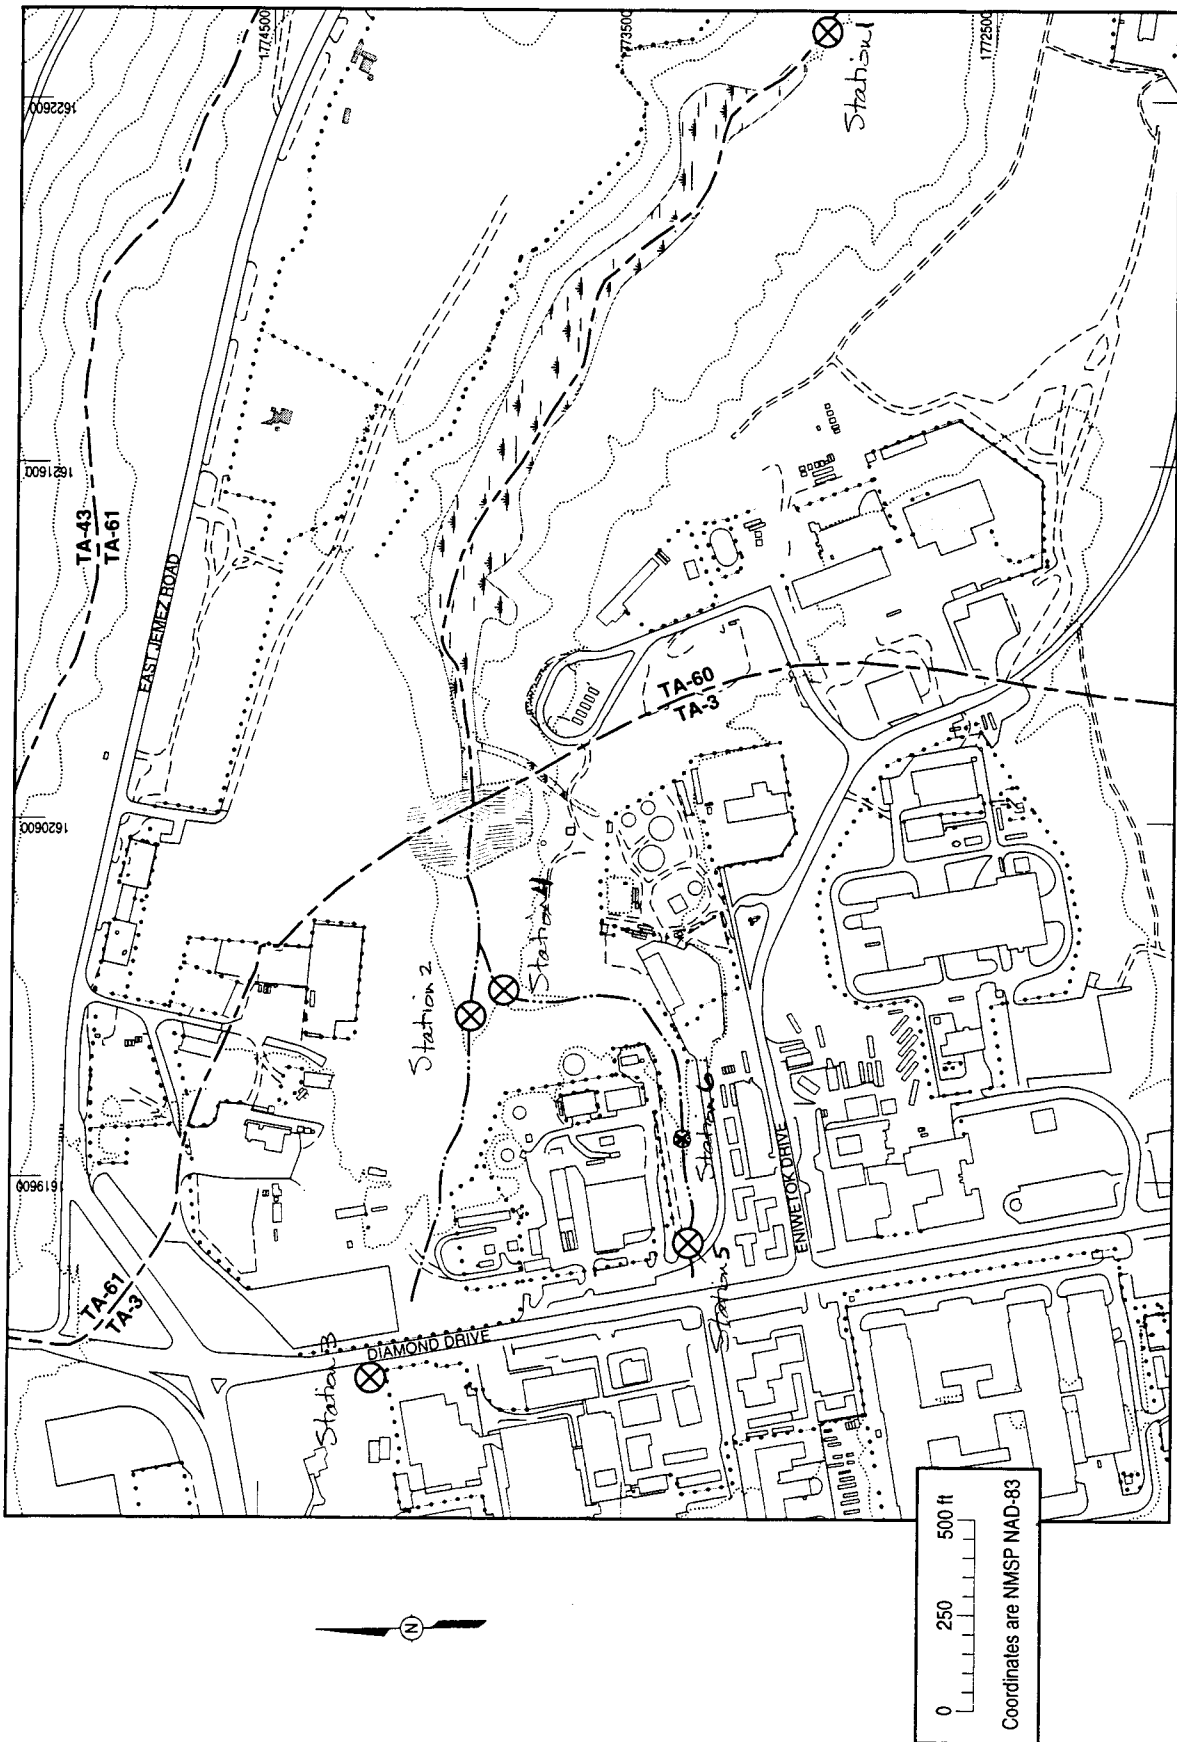 1774500
1773500
1772500
1622600
Station 1
1621600
TA-43
TA-61
EAST JEMEZ ROAD
TA-60
TA-3
1620600
Station 4
Station 2
Station 6
1619600
ENIWETOK DRIVE
Station 5
TA-61
TA-3
DIAMOND DRIVE
Station 3
N
0 250 500 ft
Coordinates are NMSP NAD-83